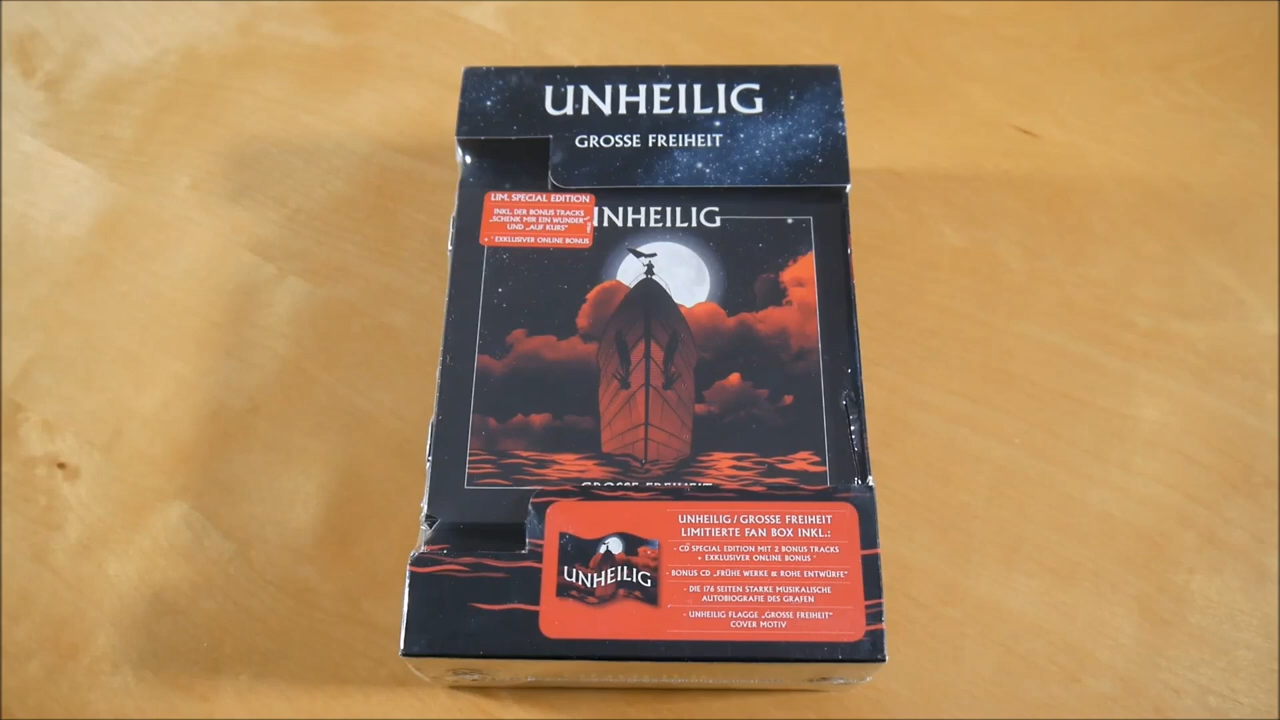 UNHEILIG
GROSSE FREIHEIT
LIM. SPECIAL EDITION
INKL. DER BONUS TRACKS
„SCHENK MIR EIN WUNDER"
UND „AUF KURS"
+ * EXKLUSIVER ONLINE BONUS
UNHEILIG
GROSSE FREIHEIT
UNHEILIG / GROSSE FREIHEIT
LIMITIERTE FAN BOX INKL.:
- CD SPECIAL EDITION MIT 2 BONUS TRACKS
+ EXKLUSIVER ONLINE BONUS *
- BONUS CD „FRÜHE WERKE & ROHE ENTWÜRFE"
- DIE 176 SEITEN STARKE MUSIKALISCHE
AUTOBIOGRAFIE DES GRAFEN
- UNHEILIG FLAGGE „GROSSE FREIHEIT"
COVER MOTIV
UNHEILIG